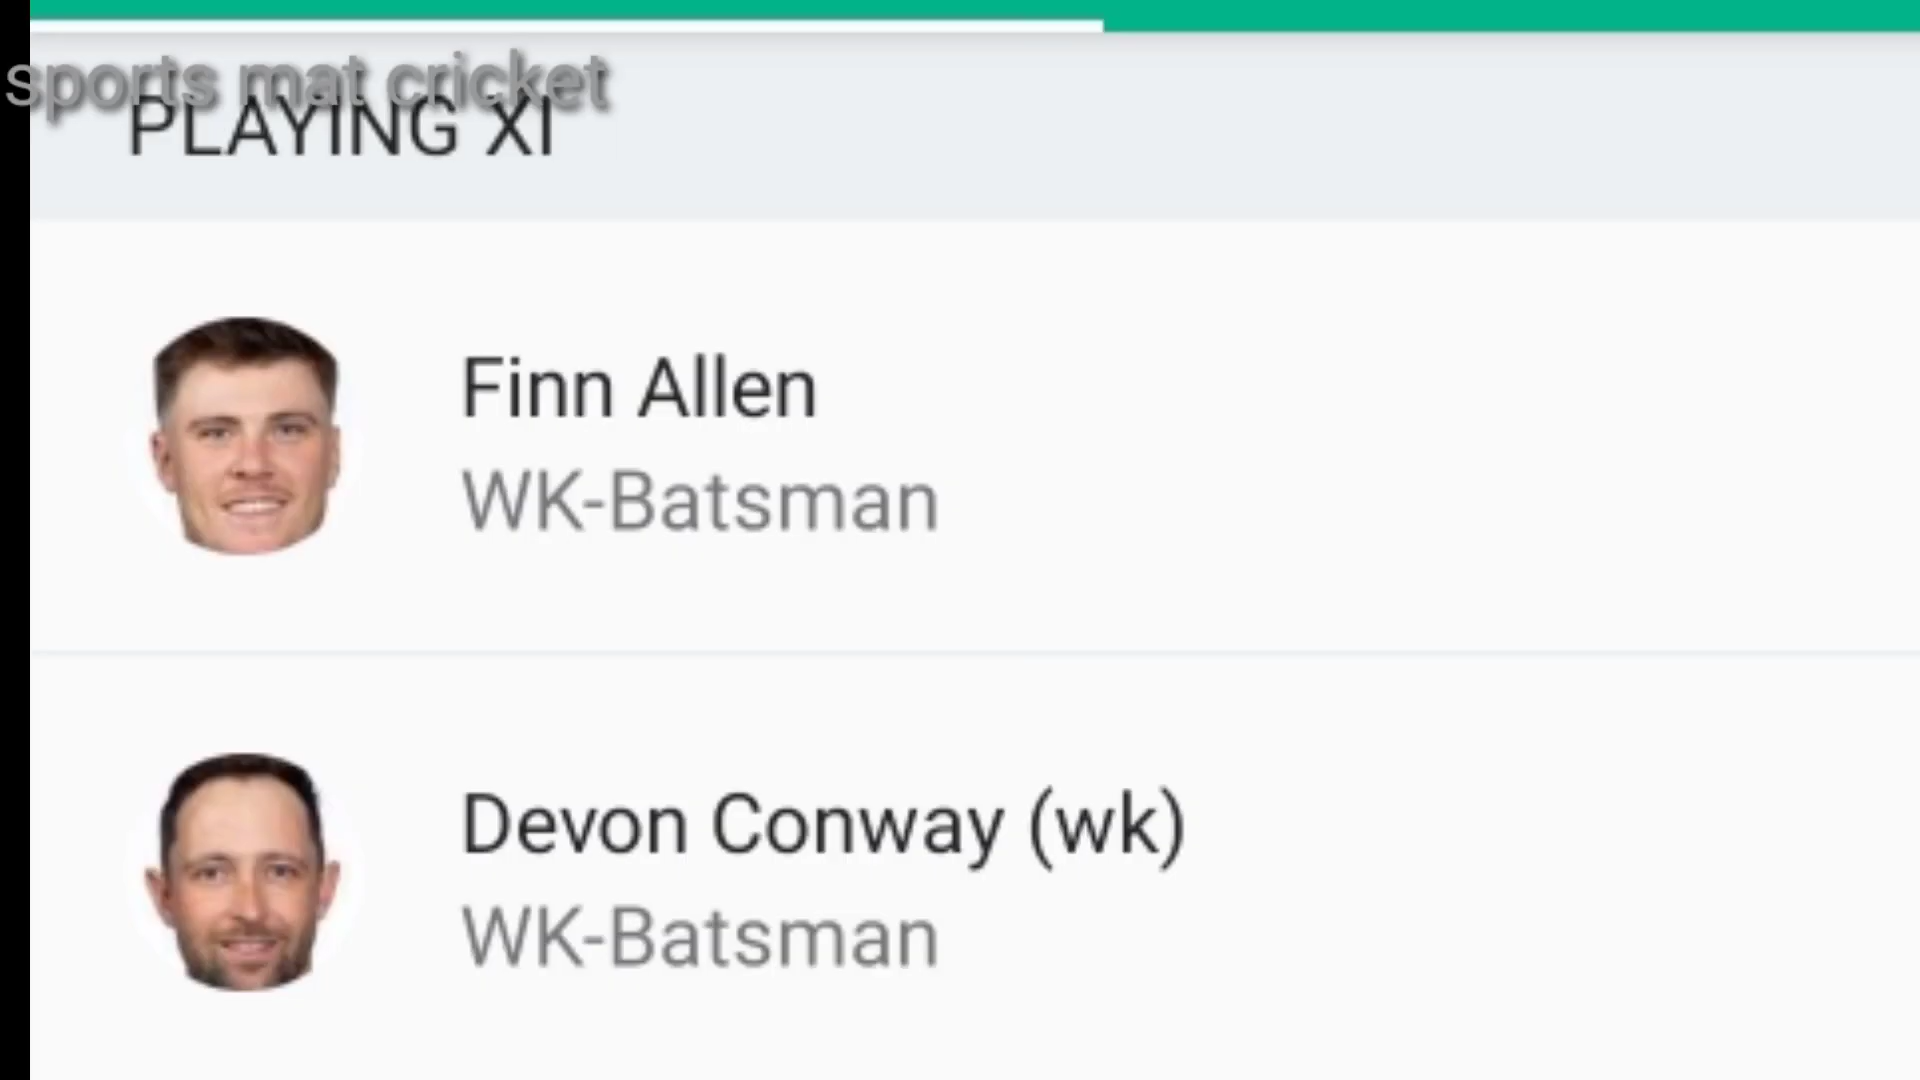 sports mat cricket
PLAYING XI
Finn Allen
WK-Batsman
Devon Conway (wk)
WK-Batsman